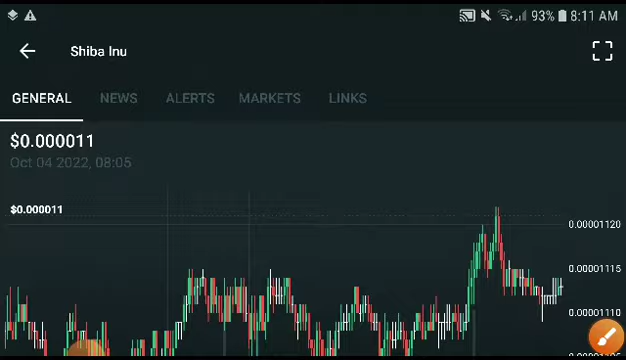 93% 8:11 AM
Shiba Inu
GENERAL NEWS ALERTS MARKETS LINKS
$0.000011
Oct 04 2022, 08:05
$0.000011
0.00001120
0.00001115
0.00001110